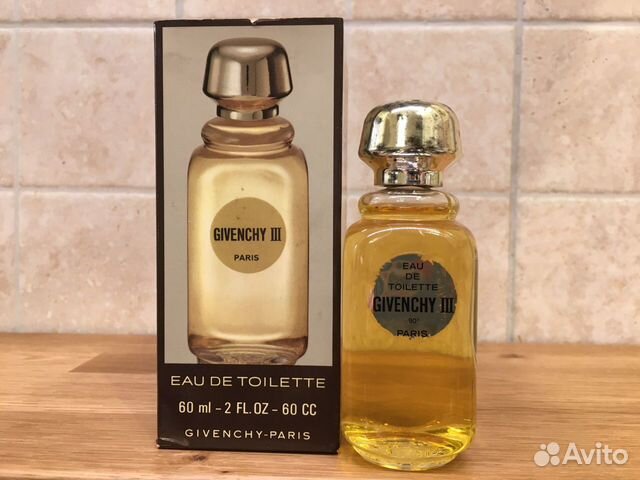 GIVENCHY III
PARIS
EAU DE TOILETTE
60 ml - 2 FL.OZ - 60 CC
GIVENCHY-PARIS
EAU
DE
TOILETTE
GIVENCHY III
90°
PARIS
Avito